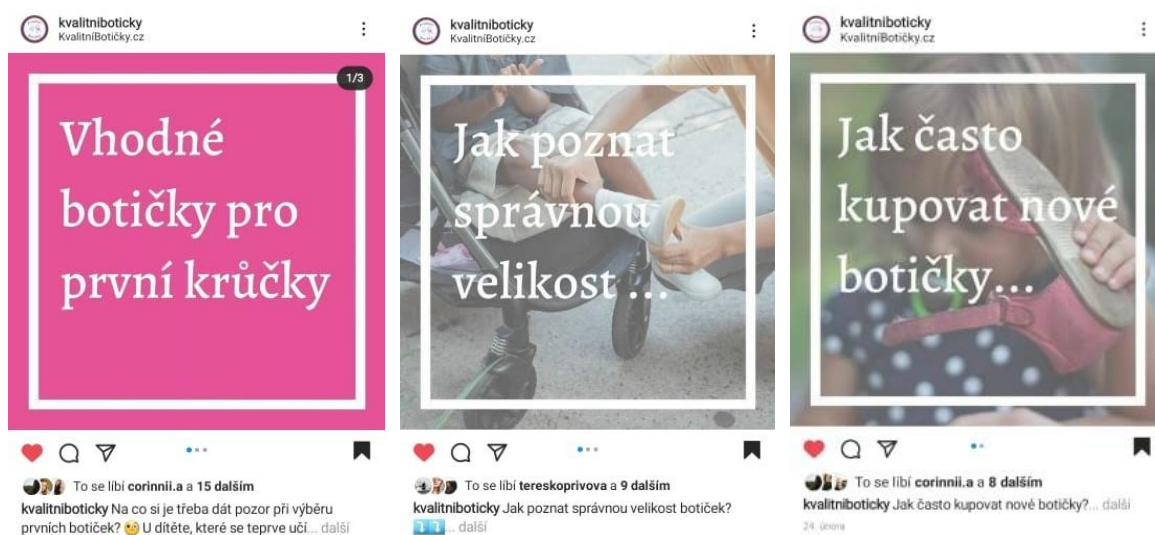 kvalitniboticky
KvalitníBotičky.cz
1/3
Vhodné
botičky pro
první krůčky
To se líbí corinnii.a a 15 dalším
kvalitniboticky Na co si je třeba dát pozor při výběru
prvních botiček? 🧐 U dítěte, které se teprve učí... další
kvalitniboticky
KvalitníBotičky.cz
Jak poznat
správnou
velikost ...
To se líbí tereskoprivova a 9 dalším
kvalitniboticky Jak poznat správnou velikost botiček?
⤵️⤵️... další
kvalitniboticky
KvalitníBotičky.cz
Jak často
kupovat nové
botičky...
To se líbí corinnii.a a 8 dalším
kvalitniboticky Jak často kupovat nové botičky?... další
24. února